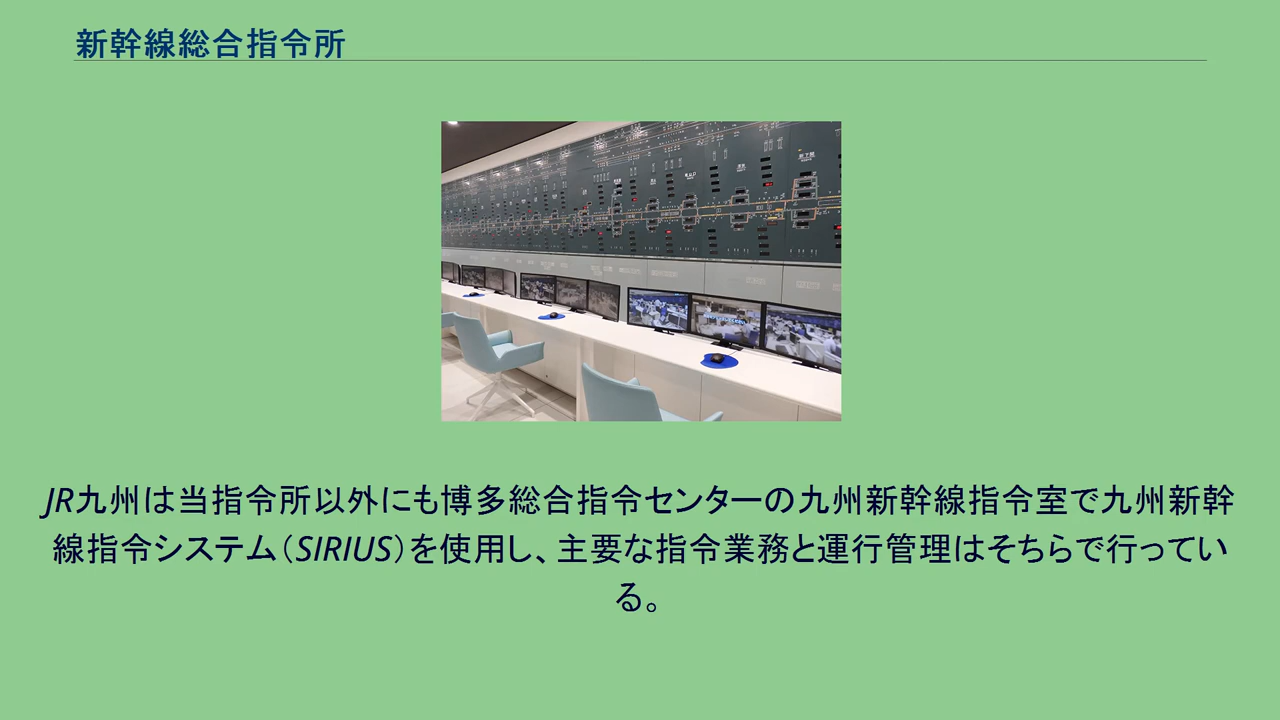 新幹線総合指令所
JR九州は当指令所以外にも博多総合指令センターの九州新幹線指令室で九州新幹
線指令システム（SIRIUS）を使用し、主要な指令業務と運行管理はそちらで行ってい
る。